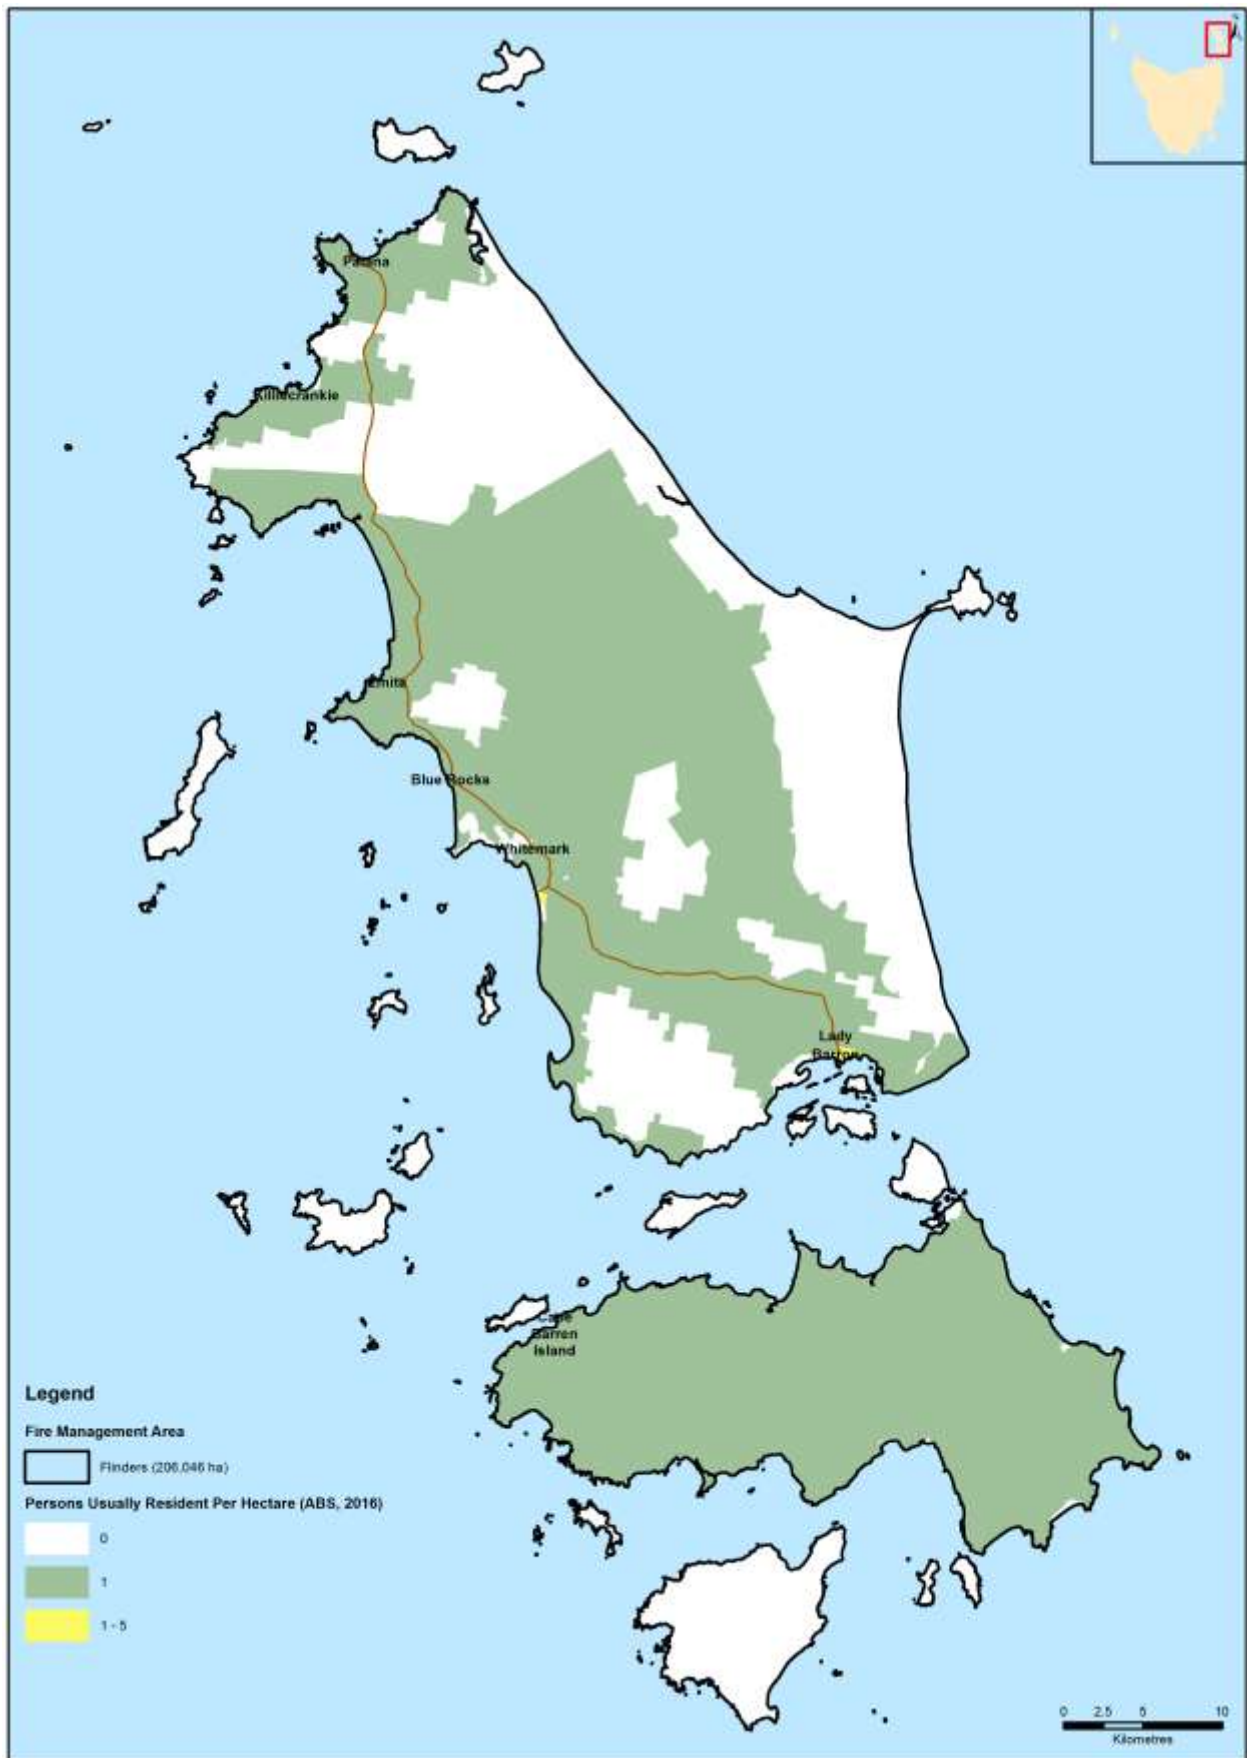 Patana
Killiecrankie
Emita
Blue Rocks
Whitemark
Lady
Barron
Cape
Barren
Island
Legend
Fire Management Area
Flinders (206,046 ha)
Persons Usually Resident Per Hectare (ABS, 2016)
0
1
1 - 5
0 2.5 5 10
Kilometres